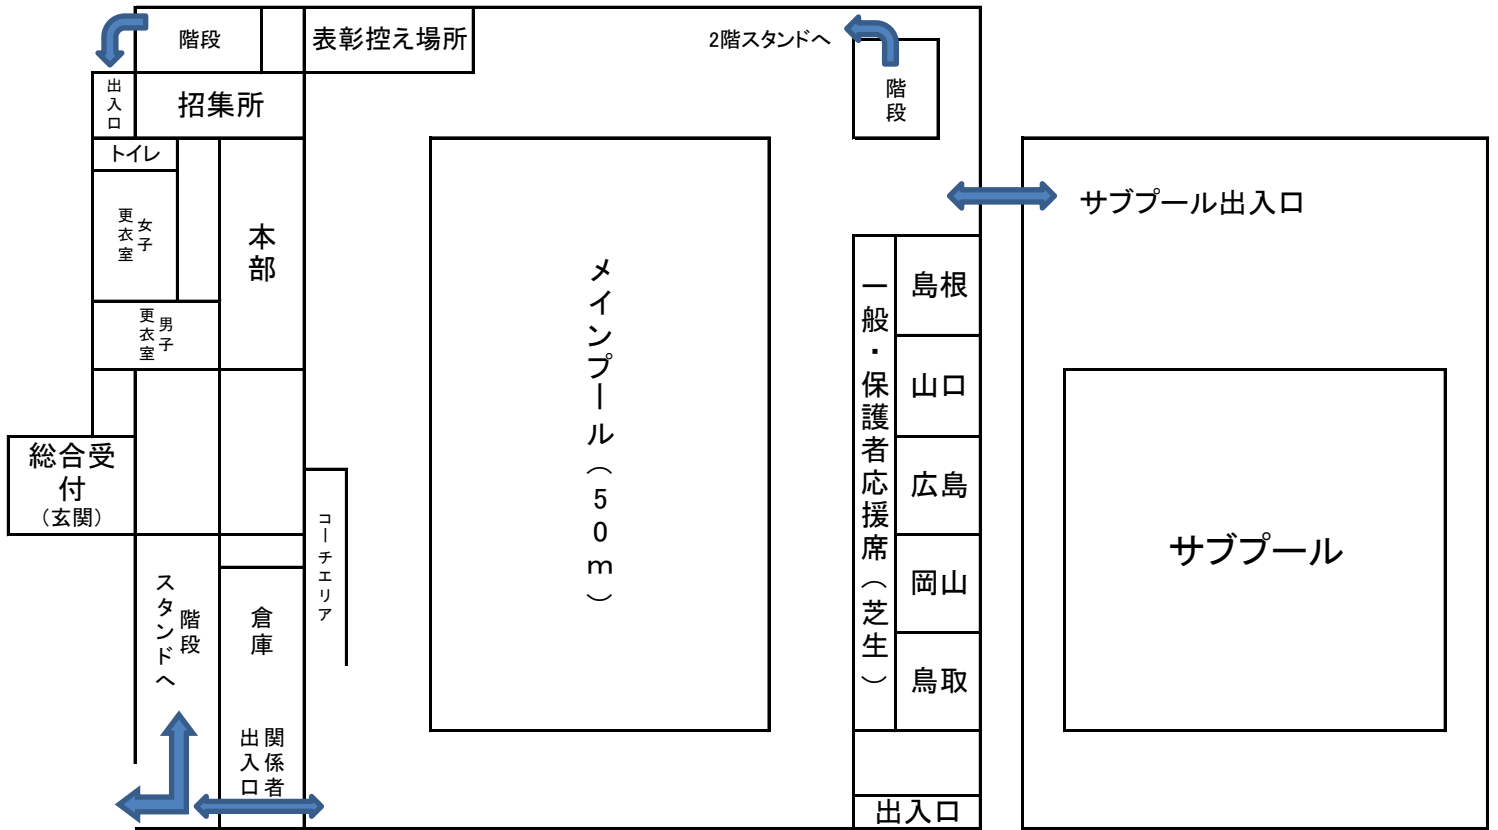 階段
表彰控え場所
2階スタンドへ
階段
出入口
招集所
トイレ
サブプール出入口
女子
更衣室
本部
男子
更衣室
メインプール（50ｍ）
一般・保護者応援席（芝生）
島根
山口
広島
岡山
鳥取
総合受
付
（玄関）
コーチエリア
サブプール
階段
スタンドへ
倉庫
関係者
出入口
出入口